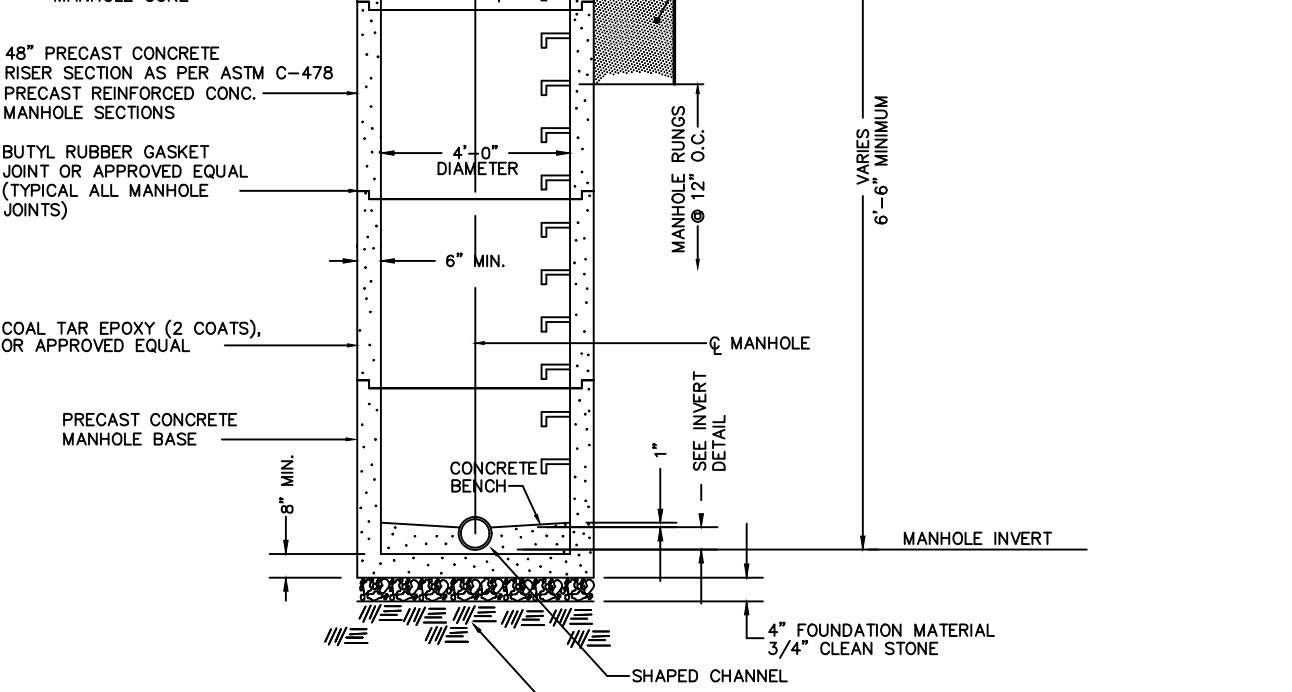 MANHOLE CORE
48" PRECAST CONCRETE
RISER SECTION AS PER ASTM C-478
PRECAST REINFORCED CONC.
MANHOLE SECTIONS
BUTYL RUBBER GASKET
JOINT OR APPROVED EQUAL
(TYPICAL ALL MANHOLE
JOINTS)
4'-0"
DIAMETER
MANHOLE RUNGS
@ 12" O.C.
VARIES
6'-6" MINIMUM
6" MIN.
COAL TAR EPOXY (2 COATS),
OR APPROVED EQUAL
℄ MANHOLE
PRECAST CONCRETE
MANHOLE BASE
8" MIN.
CONCRETE
BENCH
1"
SEE INVERT
DETAIL
MANHOLE INVERT
4" FOUNDATION MATERIAL
3/4" CLEAN STONE
SHAPED CHANNEL